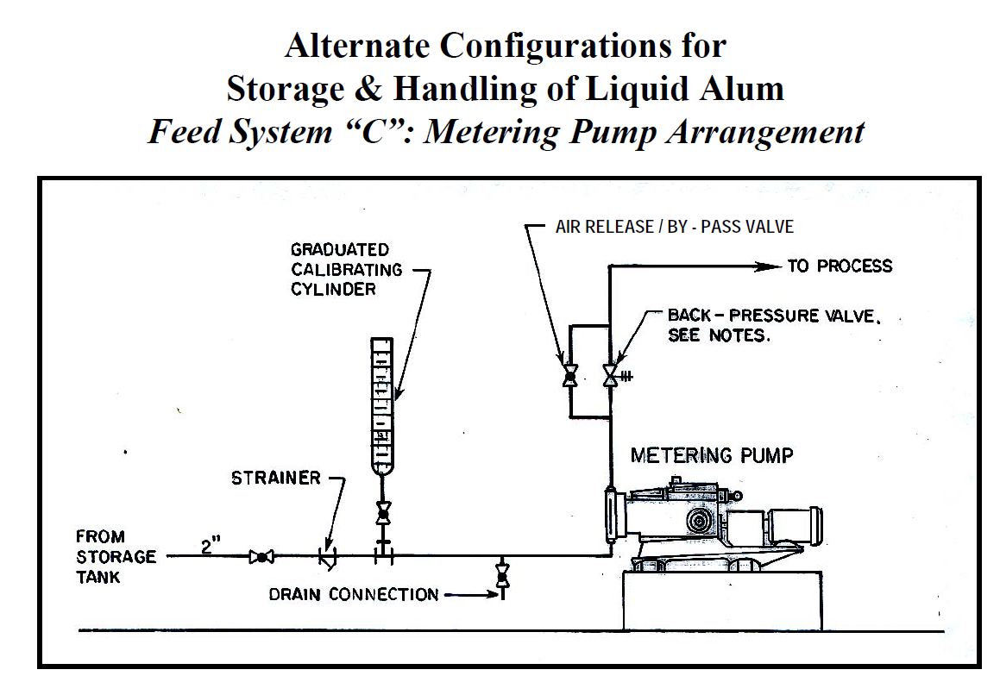 Alternate Configurations for
Storage & Handling of Liquid Alum
Feed System “C”: Metering Pump Arrangement
AIR RELEASE / BY - PASS VALVE
GRADUATED
CALIBRATING
CYLINDER
TO PROCESS
BACK - PRESSURE VALVE.
SEE NOTES.
METERING PUMP
STRAINER
FROM
STORAGE
TANK
2"
DRAIN CONNECTION